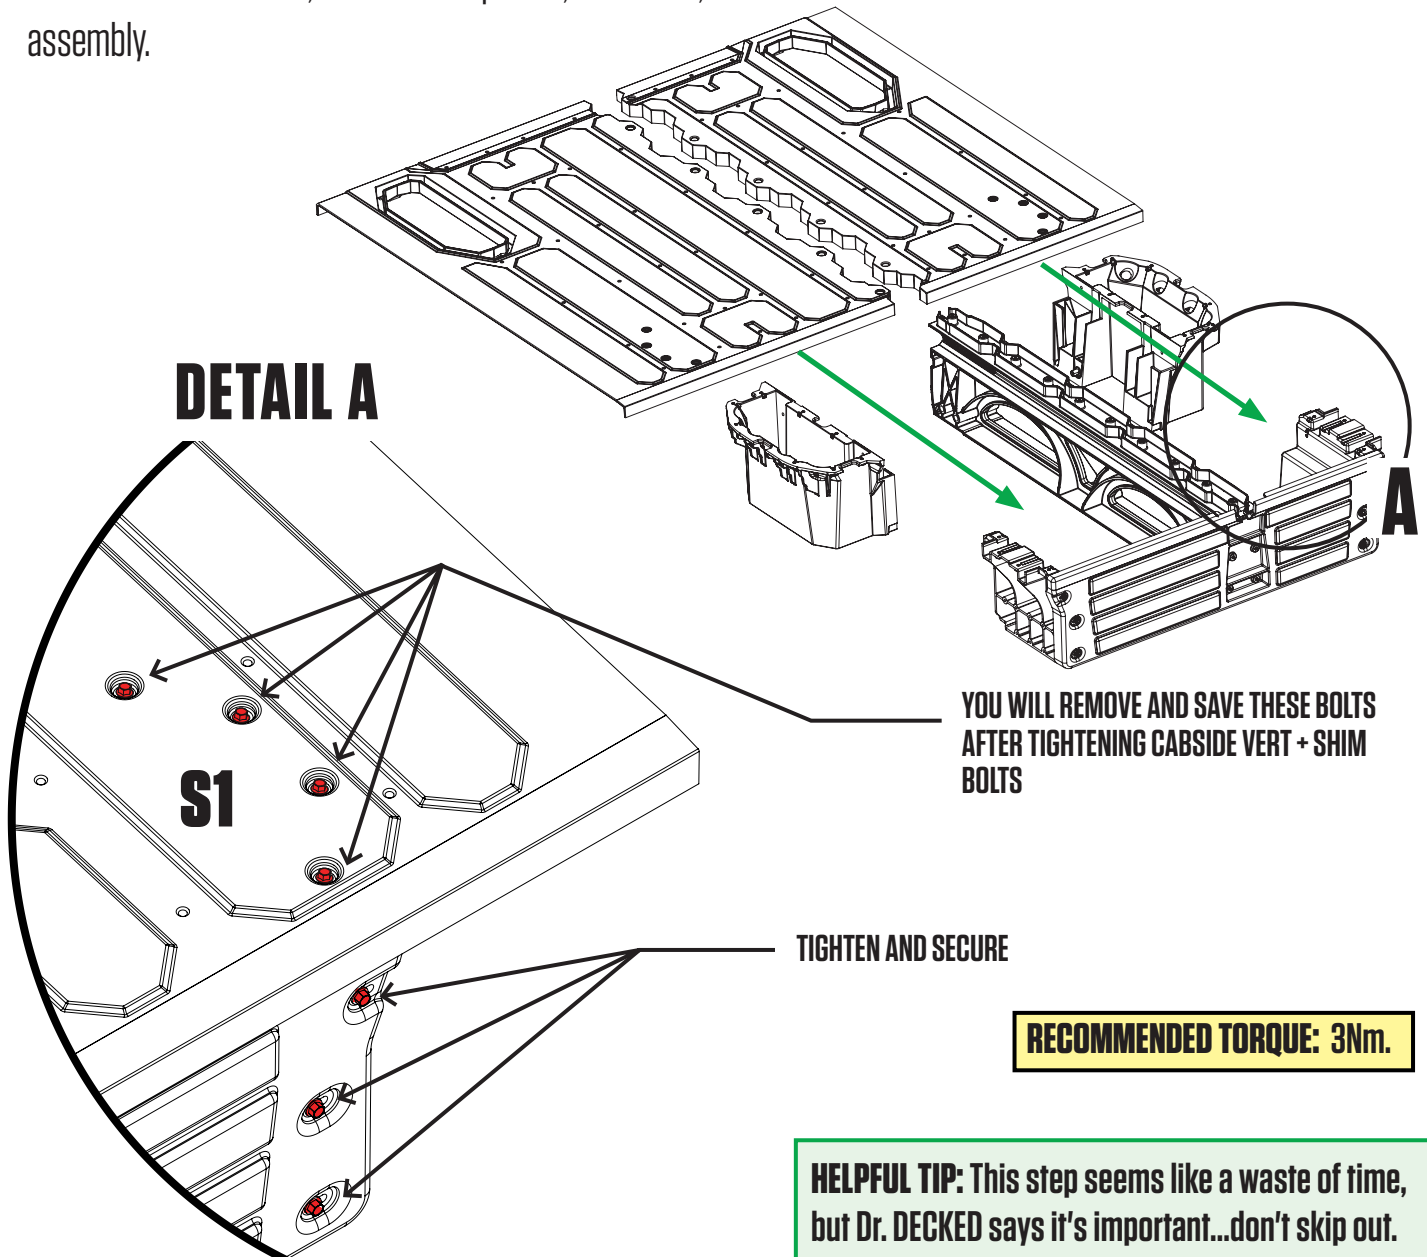 assembly.
DETAIL A
A
S1
YOU WILL REMOVE AND SAVE THESE BOLTS
AFTER TIGHTENING CABSIDE VERT + SHIM
BOLTS
TIGHTEN AND SECURE
RECOMMENDED TORQUE: 3Nm.
HELPFUL TIP: This step seems like a waste of time,
but Dr. DECKED says it's important...don't skip out.